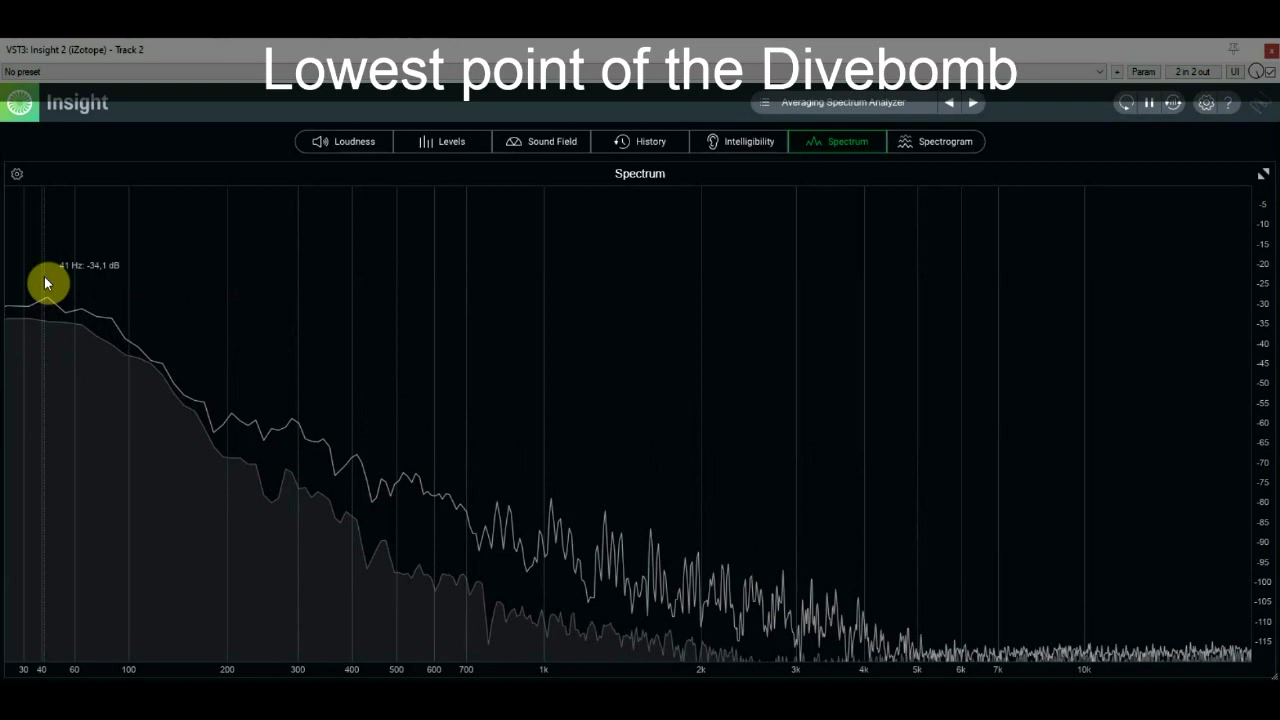 VST3: Insight 2 (iZotope) - Track 2
Lowest point of the Divebomb
No preset
+
Param
2 in 2 out
UI
Insight
Averaging Spectrum Analyzer
?
Loudness
Levels
Sound Field
History
Intelligibility
Spectrum
Spectrogram
Spectrum
41 Hz: -34,1 dB
-5
-10
-15
-20
-25
-30
-35
-40
-45
-50
-55
-60
-65
-70
-75
-80
-85
-90
-95
-100
-105
-110
-115
30 40 60 100 200 300 400 500 600 700 1k 2k 3k 4k 5k 6k 7k 10k